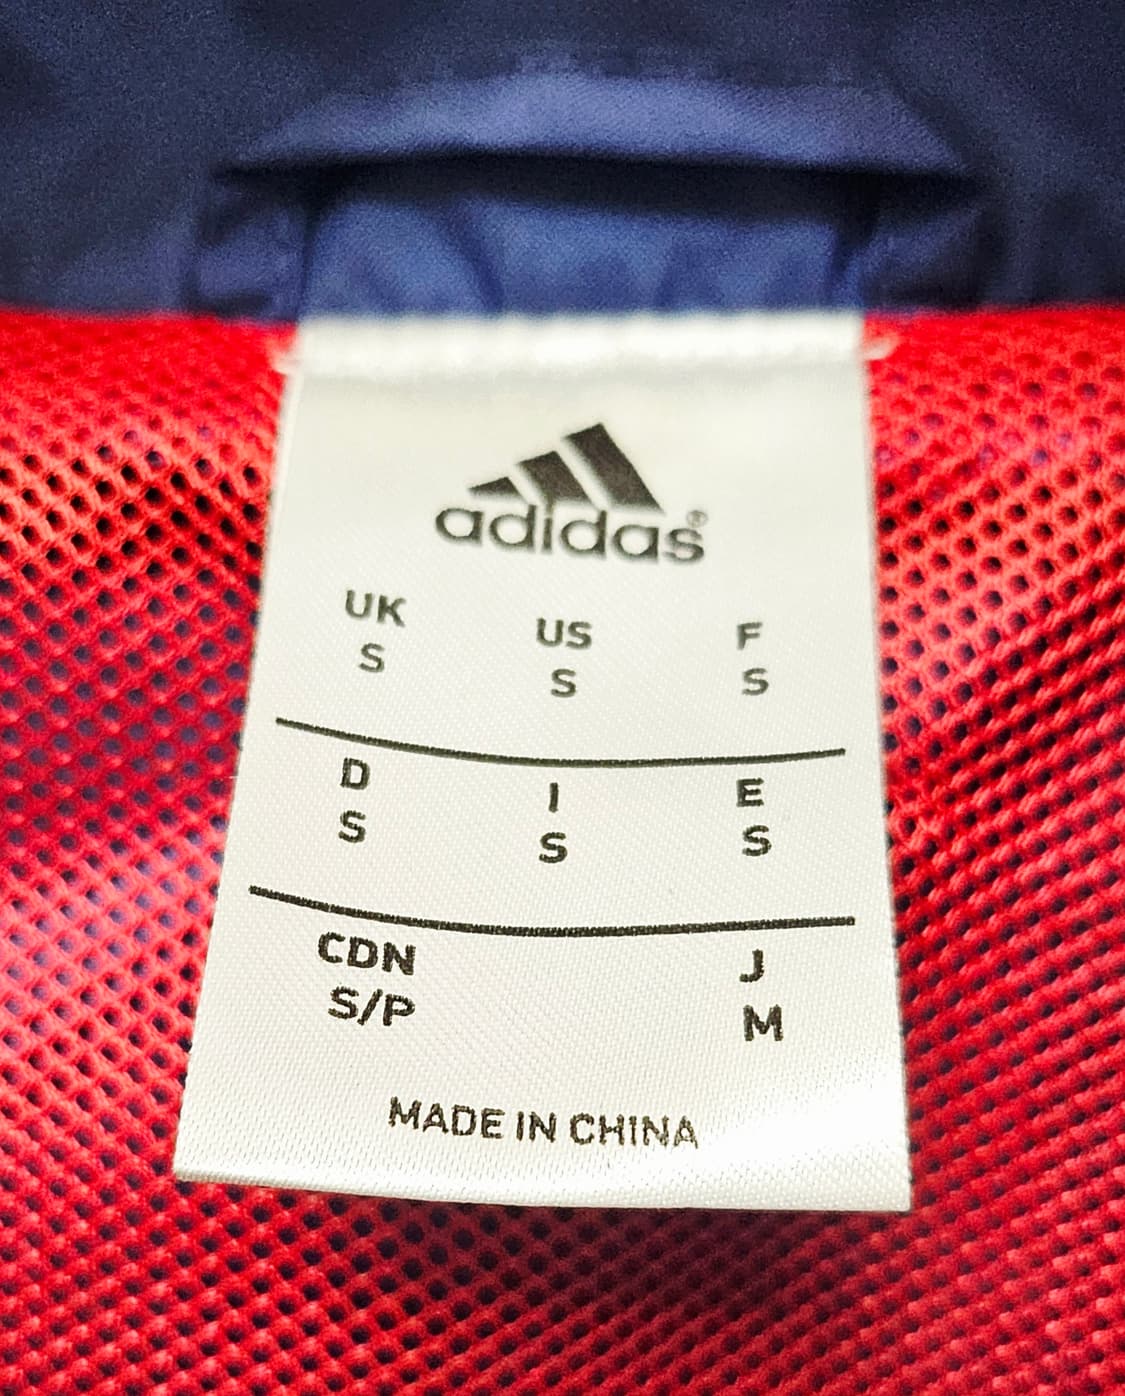 adidas®
UK US F
S S S
D I E
S S S
CDN J
S/P M
MADE IN CHINA